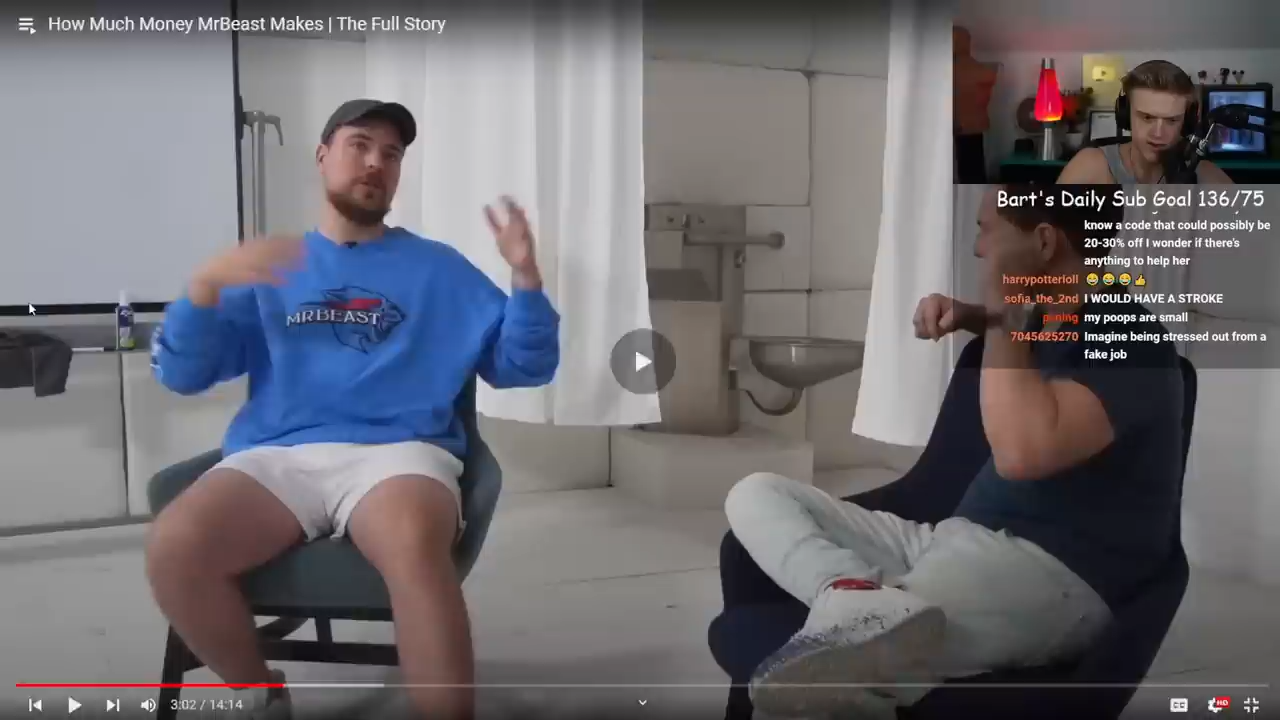 How Much Money MrBeast Makes | The Full Story
Bart's Daily Sub Goal 136/75
know a code that could possibly be
20-30% off I wonder if there's
anything to help her
harrypotterloll 😂😂😂👍
sofia_the_2nd I WOULD HAVE A STROKE
my poops are small
7045625270 Imagine being stressed out from a
fake job
MRBEAST
3:02 / 14:14
CC
HD